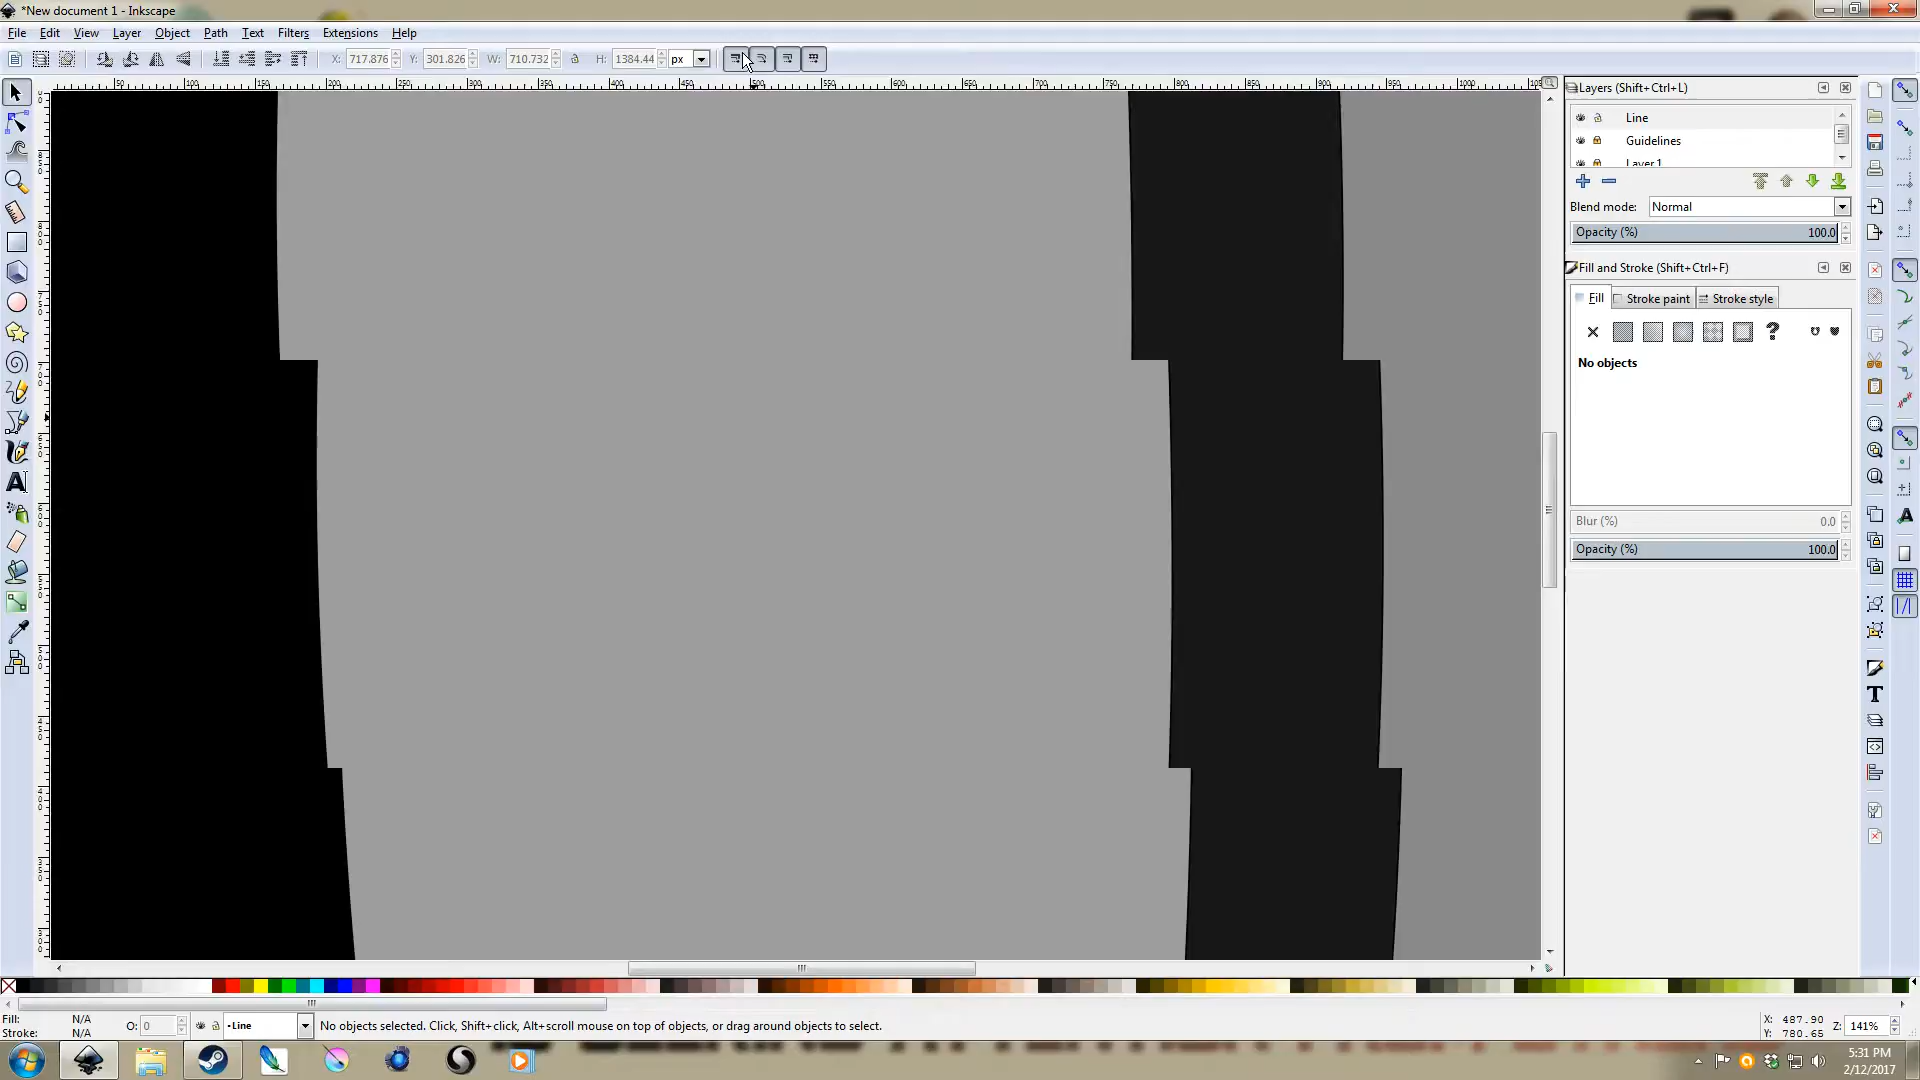 *New document 1 - Inkscape
File Edit View Layer Object Path Text Filters Extensions Help
X: 717.876 Y: 301.826 W: 710.732 H: 1384.44 px
Layers (Shift+Ctrl+L)
Line
Guidelines
Layer 1
Blend mode: Normal
Opacity (%) 100.0
Fill and Stroke (Shift+Ctrl+F)
Fill Stroke paint Stroke style
No objects
Blur (%) 0.0
Opacity (%) 100.0
Fill: N/A
Stroke: N/A
O: 0
•Line
No objects selected. Click, Shift+click, Alt+scroll mouse on top of objects, or drag around objects to select.
X: 487.90
Y: 780.65
Z: 141%
5:31 PM
2/12/2017